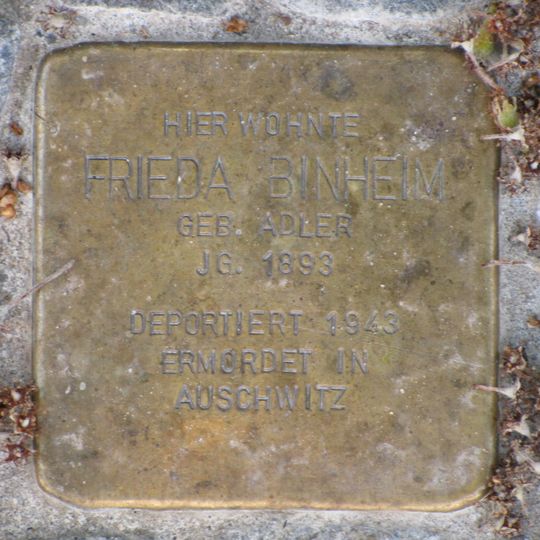 HIER WOHNTE
FRIEDA BINHEIM
GEB. ADLER
JG. 1893
DEPORTIERT 1943
ERMORDET IN
AUSCHWITZ